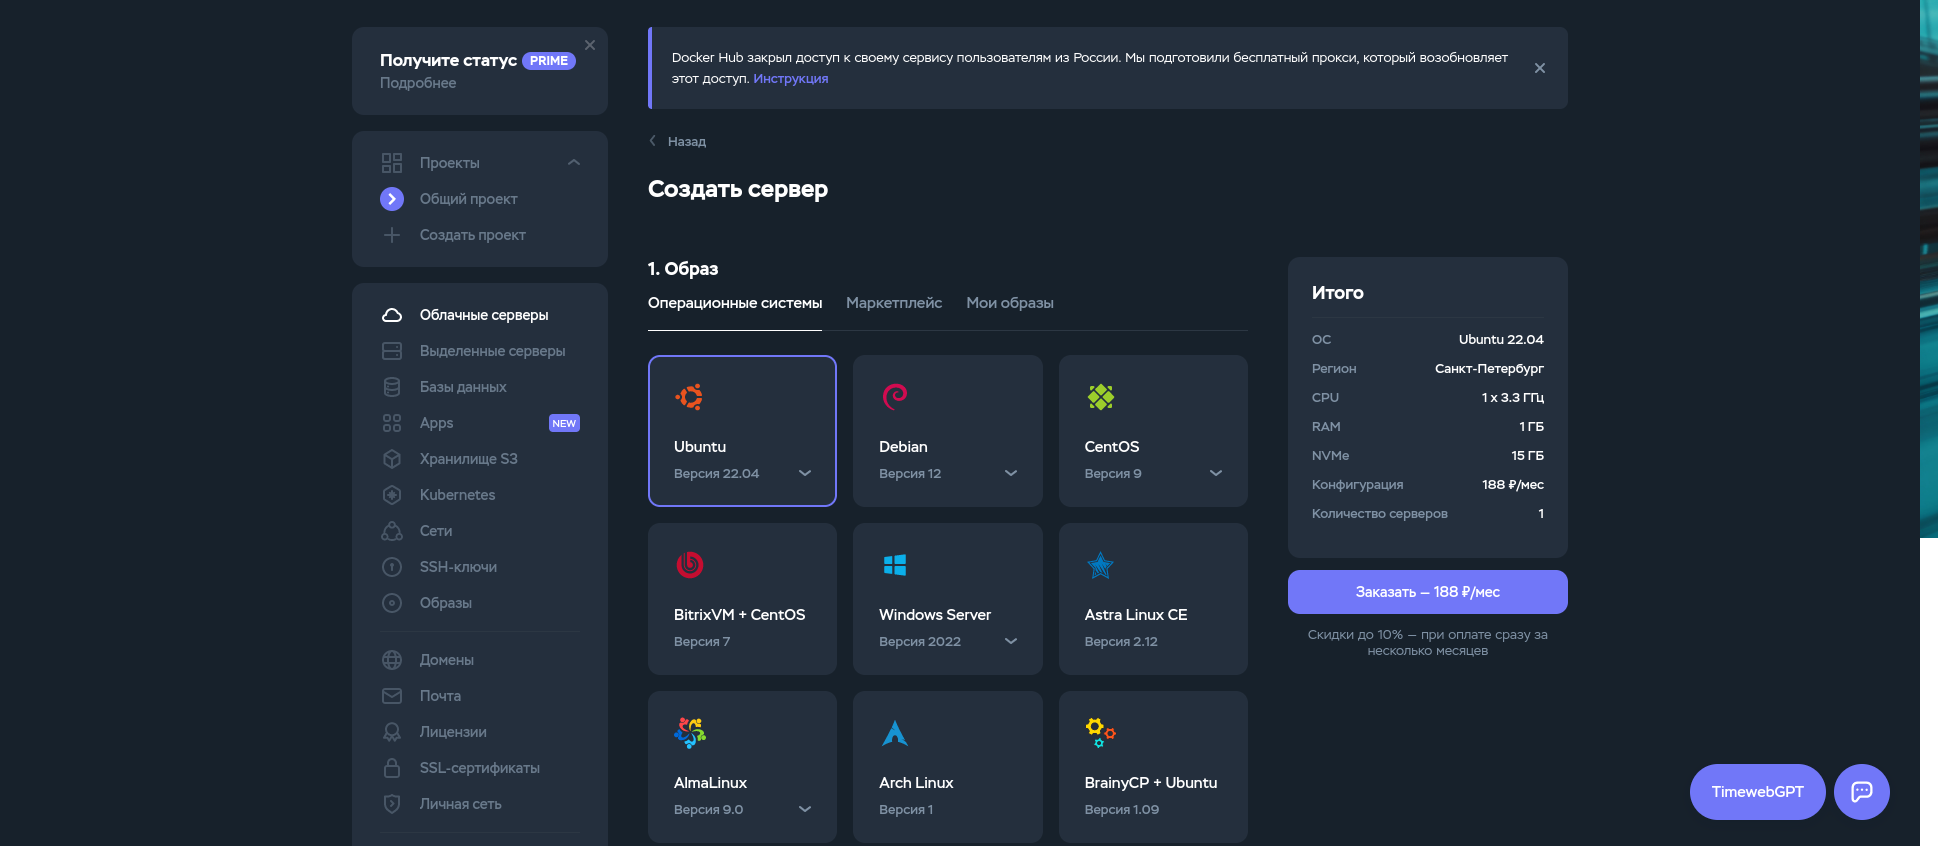 Получите статус PRIME
Подробнее
Проекты
Общий проект
Создать проект
Облачные серверы
Выделенные серверы
Базы данных
Apps NEW
Хранилище S3
Kubernetes
Сети
SSH-ключи
Образы
Домены
Почта
Лицензии
SSL-сертификаты
Личная сеть
Docker Hub закрыл доступ к своему сервису пользователям из России. Мы подготовили бесплатный прокси, который возобновляет
этот доступ. Инструкция
Назад
Создать сервер
1. Образ
Операционные системы Маркетплейс Мои образы
Ubuntu
Версия 22.04
Debian
Версия 12
CentOS
Версия 9
BitrixVM + CentOS
Версия 7
Windows Server
Версия 2022
Astra Linux CE
Версия 2.12
AlmaLinux
Версия 9.0
Arch Linux
Версия 1
BrainyCP + Ubuntu
Версия 1.09
Итого
ОС Ubuntu 22.04
Регион Санкт-Петербург
CPU 1 x 3.3 ГГц
RAM 1 ГБ
NVMe 15 ГБ
Конфигурация 188 ₽/мес
Количество серверов 1
Заказать — 188 ₽/мес
Скидки до 10% — при оплате сразу за
несколько месяцев
TimewebGPT